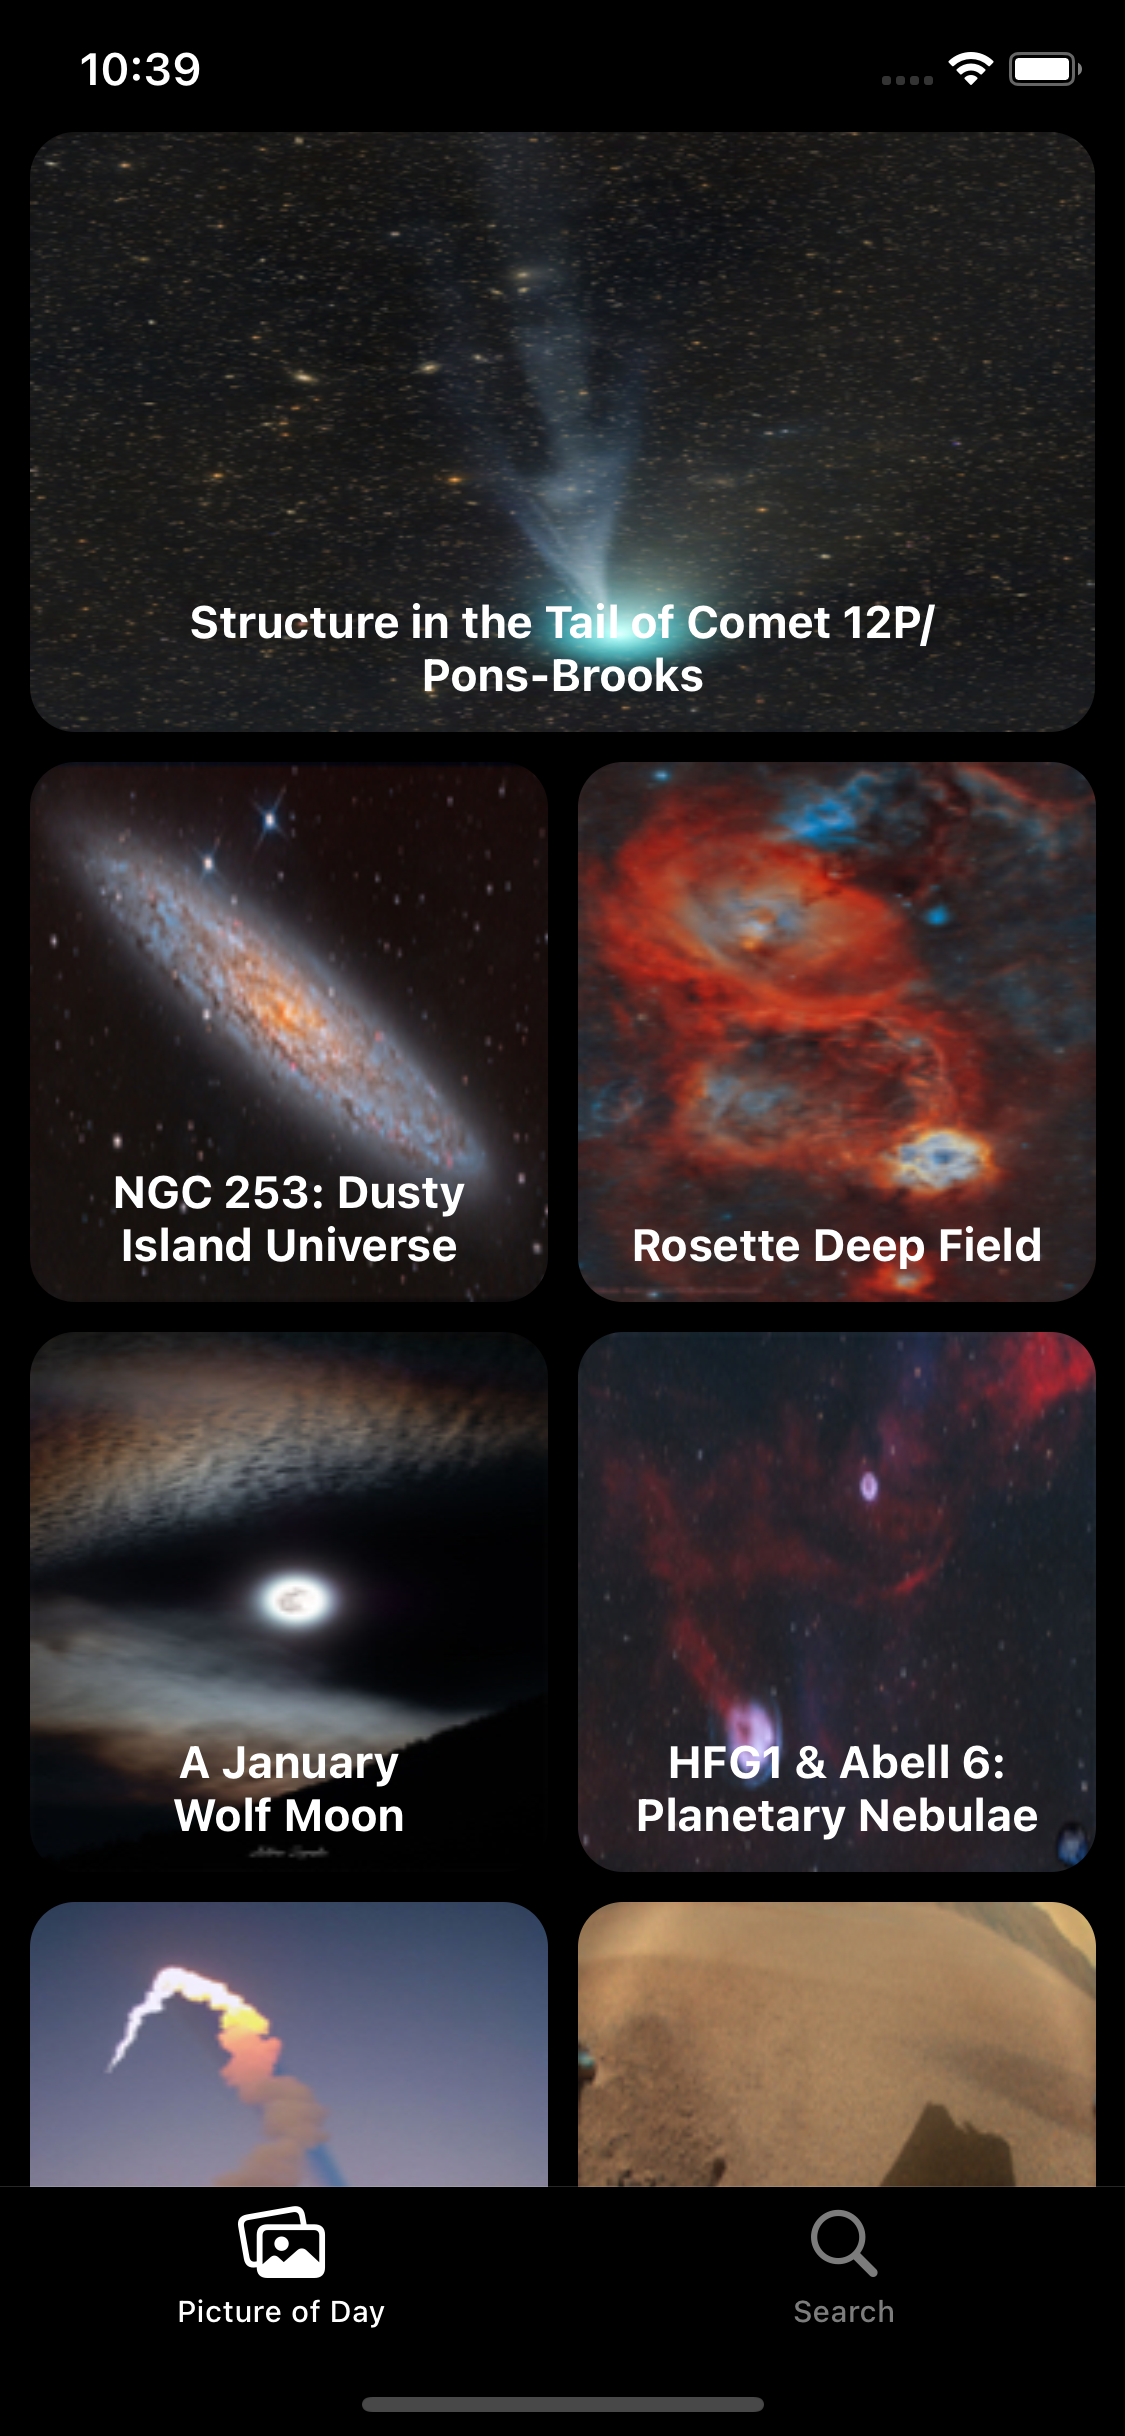 10:39
Structure in the Tail of Comet 12P/
Pons-Brooks
NGC 253: Dusty
Island Universe
Rosette Deep Field
A January
Wolf Moon
HFG1 & Abell 6:
Planetary Nebulae
Picture of Day
Search